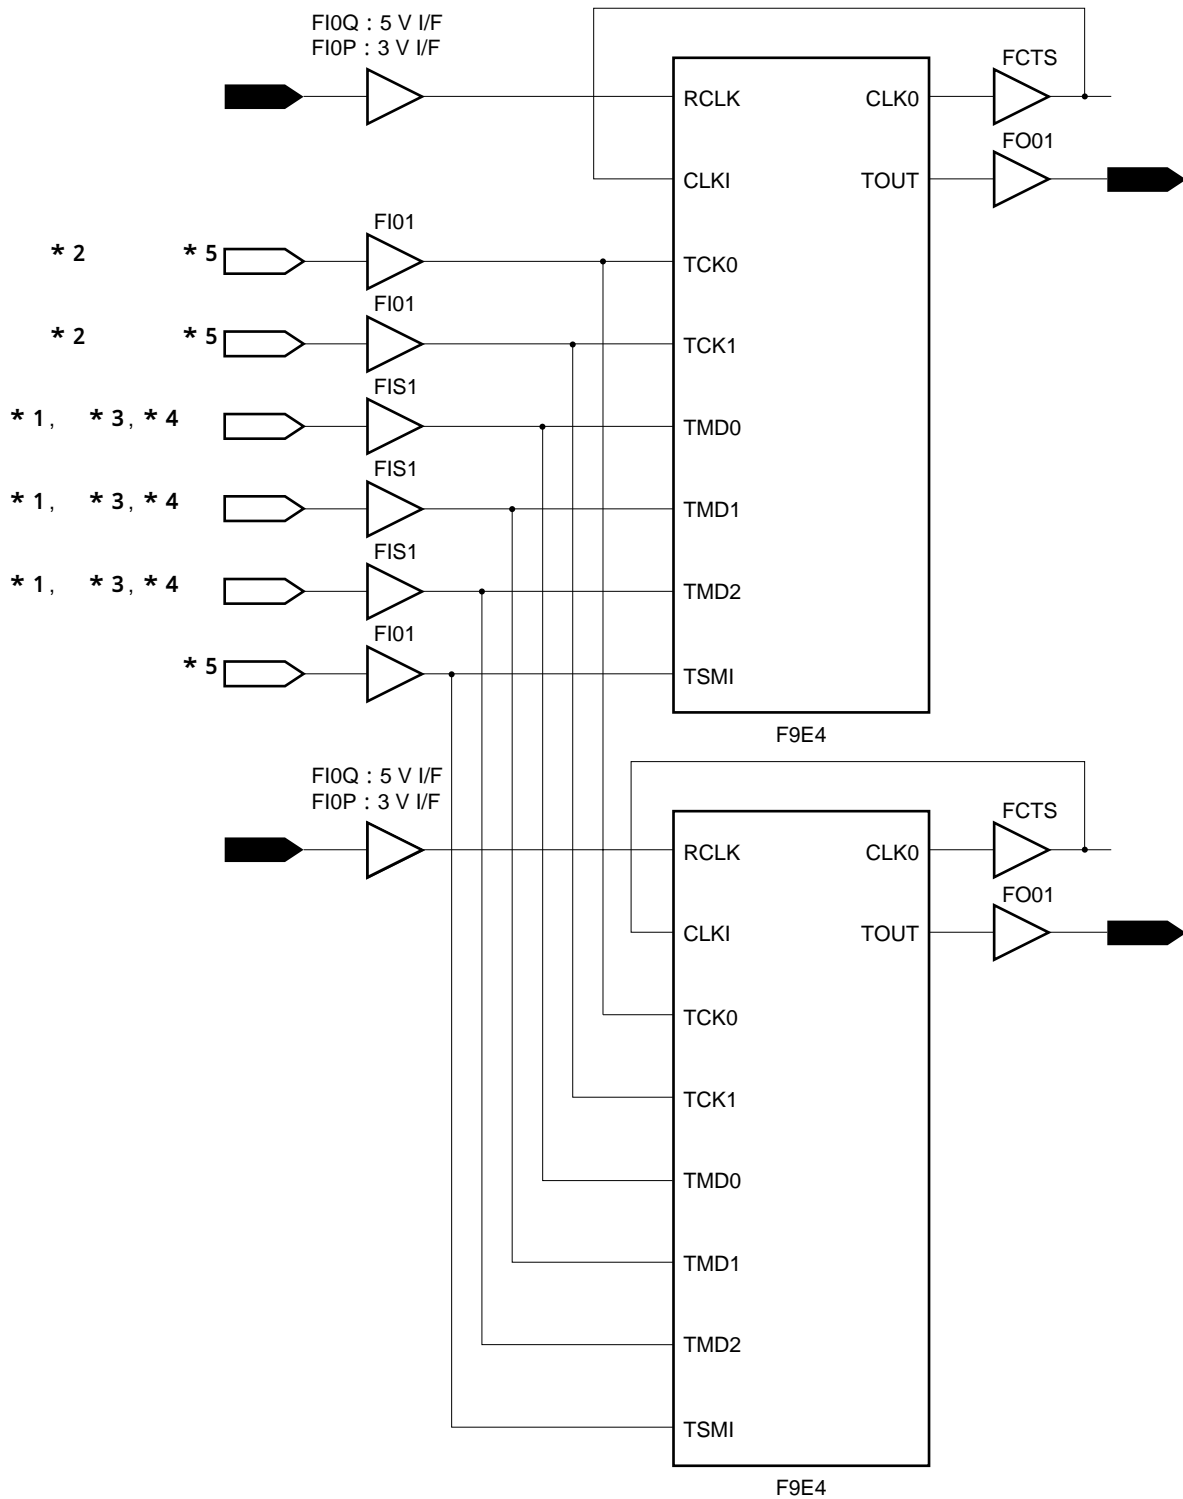 FI0Q : 5 V I/F
FI0P : 3 V I/F
FCTS
RCLK CLK0
FO01
CLKI TOUT
FI01
* 2 * 5 TCK0
FI01
* 2 * 5 TCK1
FIS1
* 1, * 3, * 4 TMD0
FIS1
* 1, * 3, * 4 TMD1
FIS1
* 1, * 3, * 4 TMD2
FI01
* 5 TSMI
F9E4
FI0Q : 5 V I/F
FI0P : 3 V I/F
FCTS
RCLK CLK0
FO01
CLKI TOUT
TCK0
TCK1
TMD0
TMD1
TMD2
TSMI
F9E4